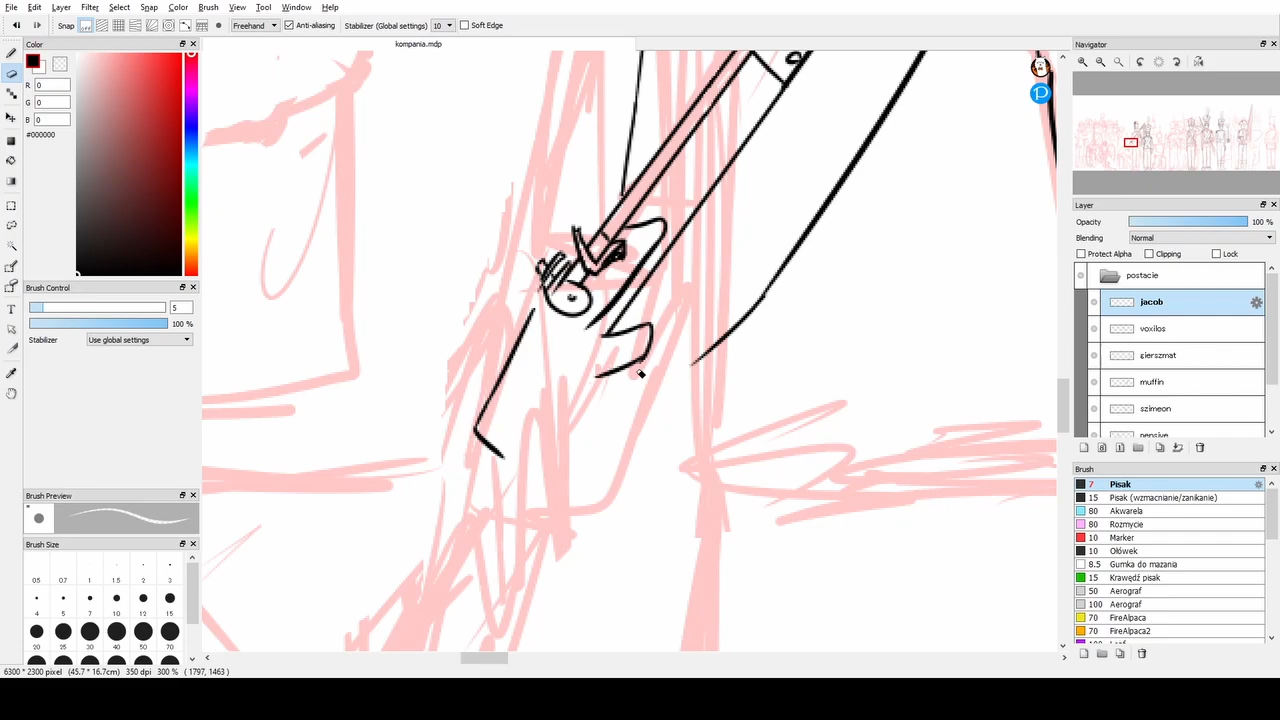 File Edit Layer Filter Select Snap Color Brush View Tool Window Help
Snap off Freehand Anti-aliasing Stabilizer (Global settings) 10 Soft Edge
kompania.mdp
Color
R 0
G 0
B 0
#000000
Brush Control
5
100 %
Stabilizer Use global settings
Brush Preview
Brush Size
0.5 0.7 1 1.5 2 3
4 5 7 10 12 15
20 25 30 40 50 70
6300 * 2300 pixel (45.7 * 16.7cm) 350 dpi 300 % ( 1797, 1463 )
Navigator
Layer
Opacity 100 %
Blending Normal
Protect Alpha Clipping Lock
postacie
jacob
voxilos
gierszmat
muffin
szimeon
pensive
Brush
7 Pisak
15 Pisak (wzmacnianie/zanikanie)
80 Akwarela
80 Rozmycie
10 Marker
10 Ołówek
8.5 Gumka do mazania
15 Krawędź pisak
50 Aerograf
100 Aerograf
70 FireAlpaca
70 FireAlpaca2